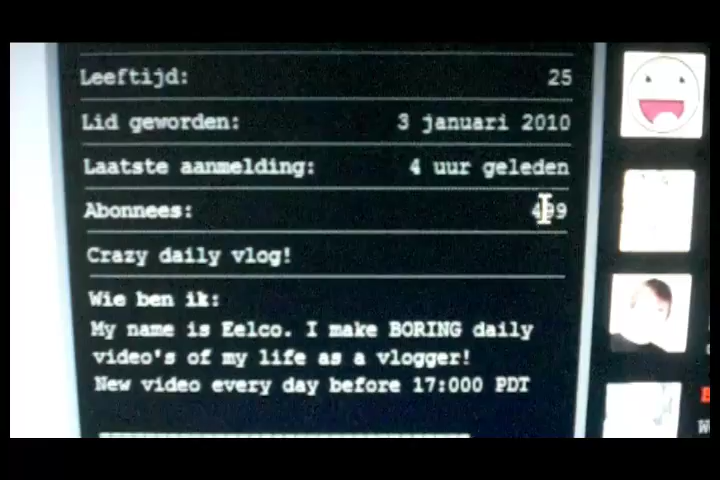 Leeftijd: 25
Lid geworden: 3 januari 2010
Laatste aanmelding: 4 uur geleden
Abonnees: 499
Crazy daily vlog!
Wie ben ik:
My name is Eelco. I make BORING daily
video's of my life as a vlogger!
New video every day before 17:000 PDT